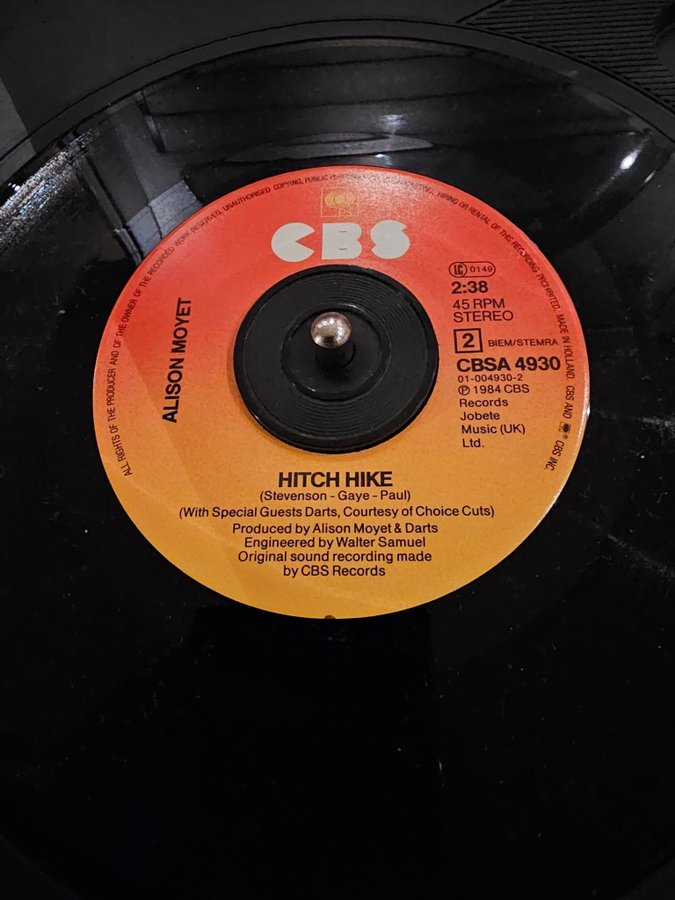 ALL RIGHTS OF THE PRODUCER AND OF THE OWNER OF THE RECORDED WORK RESERVED. UNAUTHORISED COPYING, PUBLIC PERFORMANCE, BROADCASTING, HIRING OR RENTAL OF THIS RECORDING PROHIBITED. MADE IN HOLLAND. CBS AND CBS INC.
CBS
LC 0149
2:38
45 RPM
STEREO
2 BIEM/STEMRA
CBSA 4930
01-004930-2
℗ 1984 CBS
Records
Jobete
Music (UK)
Ltd.
ALISON MOYET
HITCH HIKE
(Stevenson - Gaye - Paul)
(With Special Guests Darts, Courtesy of Choice Cuts)
Produced by Alison Moyet & Darts
Engineered by Walter Samuel
Original sound recording made
by CBS Records